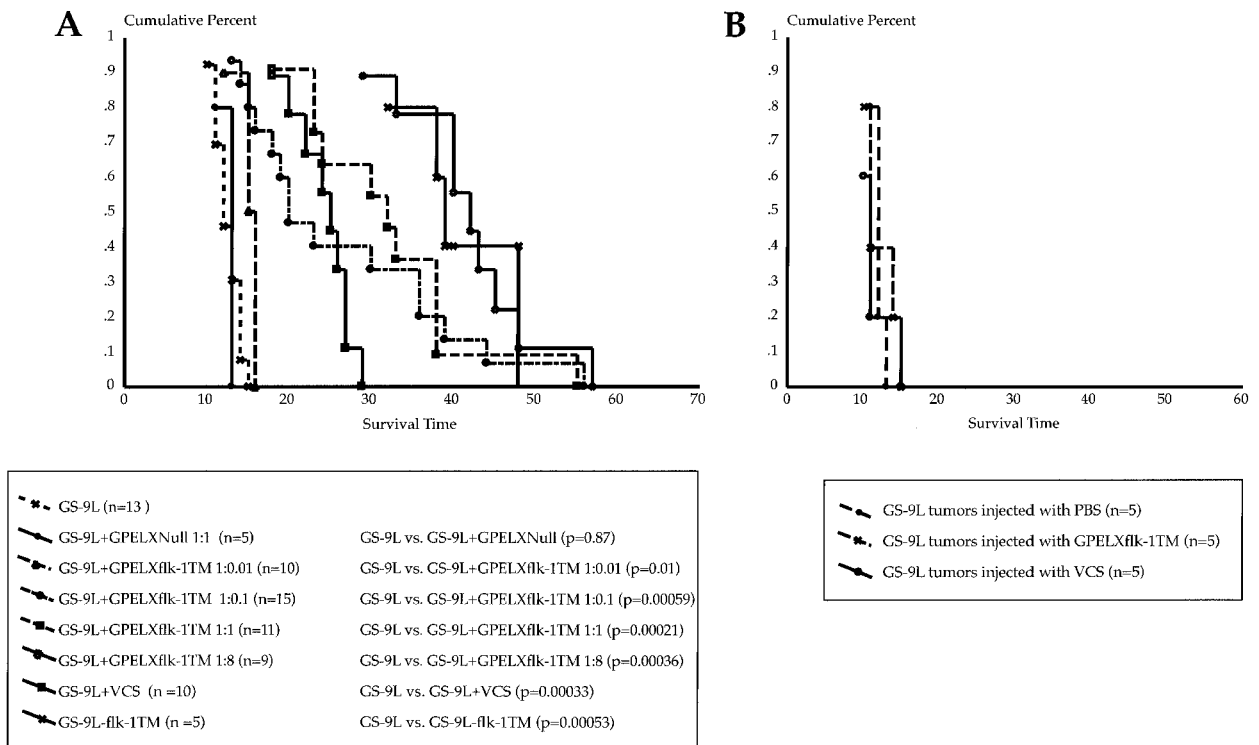 A
Cumulative Percent
1
.9
.8
0.7
0.6
0.5
.4
.3
.2
.1
0
0 10 20 30 40 50 60 70
Survival Time
B
Cumulative Percent
1
.9
.8
0.7
0.6
0.5
.4
.3
.2
.1
0
0 10 20 30 40 50 60
Survival Time
GS-9L (n=13 )
GS-9L+GPELXNull 1:1 (n=5) GS-9L vs. GS-9L+GPELXNull (p=0.87)
GS-9L+GPELXflk-1TM 1:0.01 (n=10) GS-9L vs. GS-9L+GPELXflk-1TM 1:0.01 (p=0.01)
GS-9L+GPELXflk-1TM 1:0.1 (n=15) GS-9L vs. GS-9L+GPELXflk-1TM 1:0.1 (p=0.00059)
GS-9L+GPELXflk-1TM 1:1 (n=11) GS-9L vs. GS-9L+GPELXflk-1TM 1:1 (p=0.00021)
GS-9L+GPELXflk-1TM 1:8 (n=9) GS-9L vs. GS-9L+GPELXflk-1TM 1:8 (p=0.00036)
GS-9L+VCS (n =10) GS-9L vs. GS-9L+VCS (p=0.00033)
GS-9L-flk-1TM (n =5) GS-9L vs. GS-9L-flk-1TM (p=0.00053)
GS-9L tumors injected with PBS (n=5)
GS-9L tumors injected with GPELXflk-1TM (n=5)
GS-9L tumors injected with VCS (n=5)